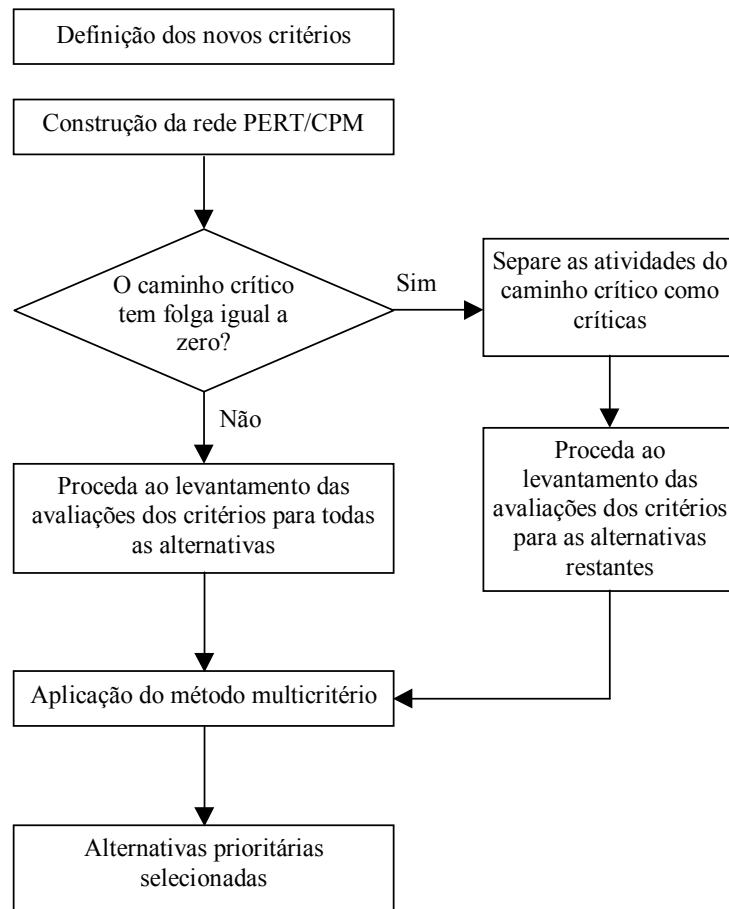 Definição dos novos critérios
Construção da rede PERT/CPM
O caminho crítico
tem folga igual a
zero?
Sim
Separe as atividades do
caminho crítico como
críticas
Não
Proceda ao levantamento das
avaliações dos critérios para todas
as alternativas
Proceda ao
levantamento das
avaliações dos critérios
para as alternativas
restantes
Aplicação do método multicritério
Alternativas prioritárias
selecionadas